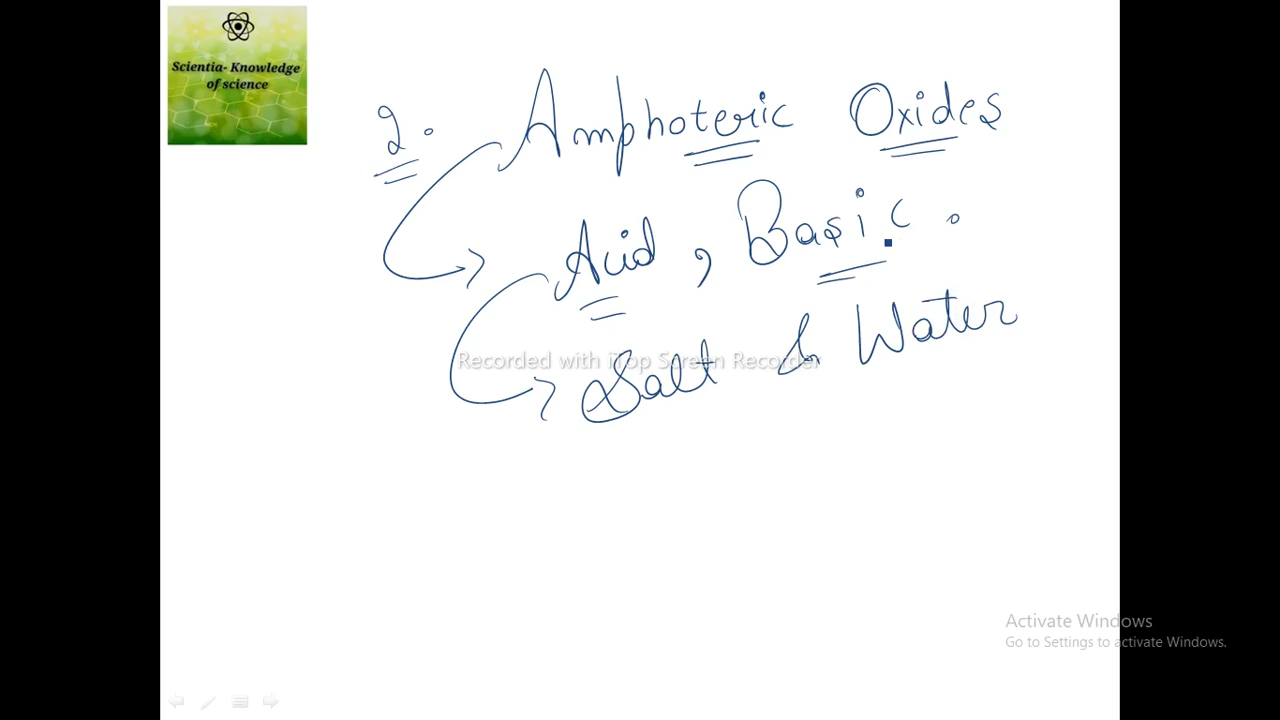 Scientia- Knowledge
of science
2. Amphoteric Oxides
Acid, Basic.
Salt & Water
Recorded with iTop Screen Recorder
Activate Windows
Go to Settings to activate Windows.